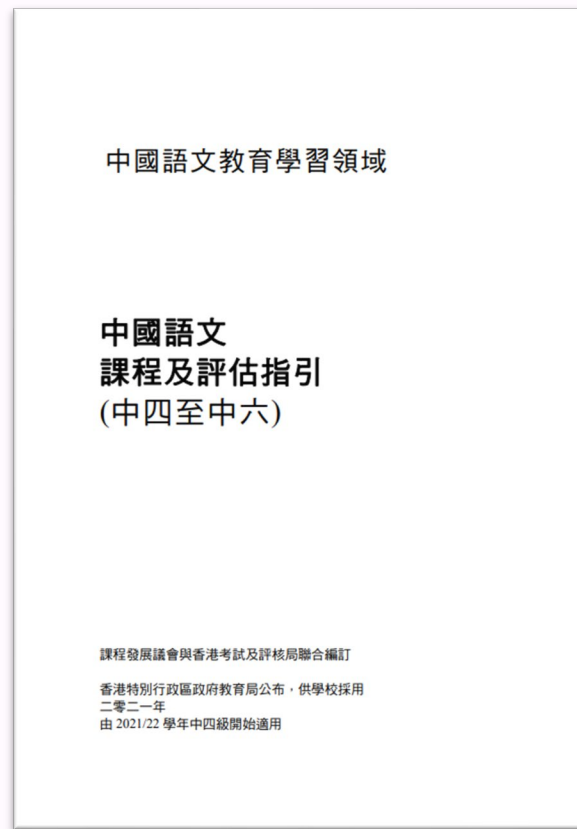 中國語文教育學習領域
中國語文
課程及評估指引
(中四至中六)
課程發展議會與香港考試及評核局聯合編訂
香港特別行政區政府教育局公布，供學校採用
二零二一年
由 2021/22 學年中四級開始適用